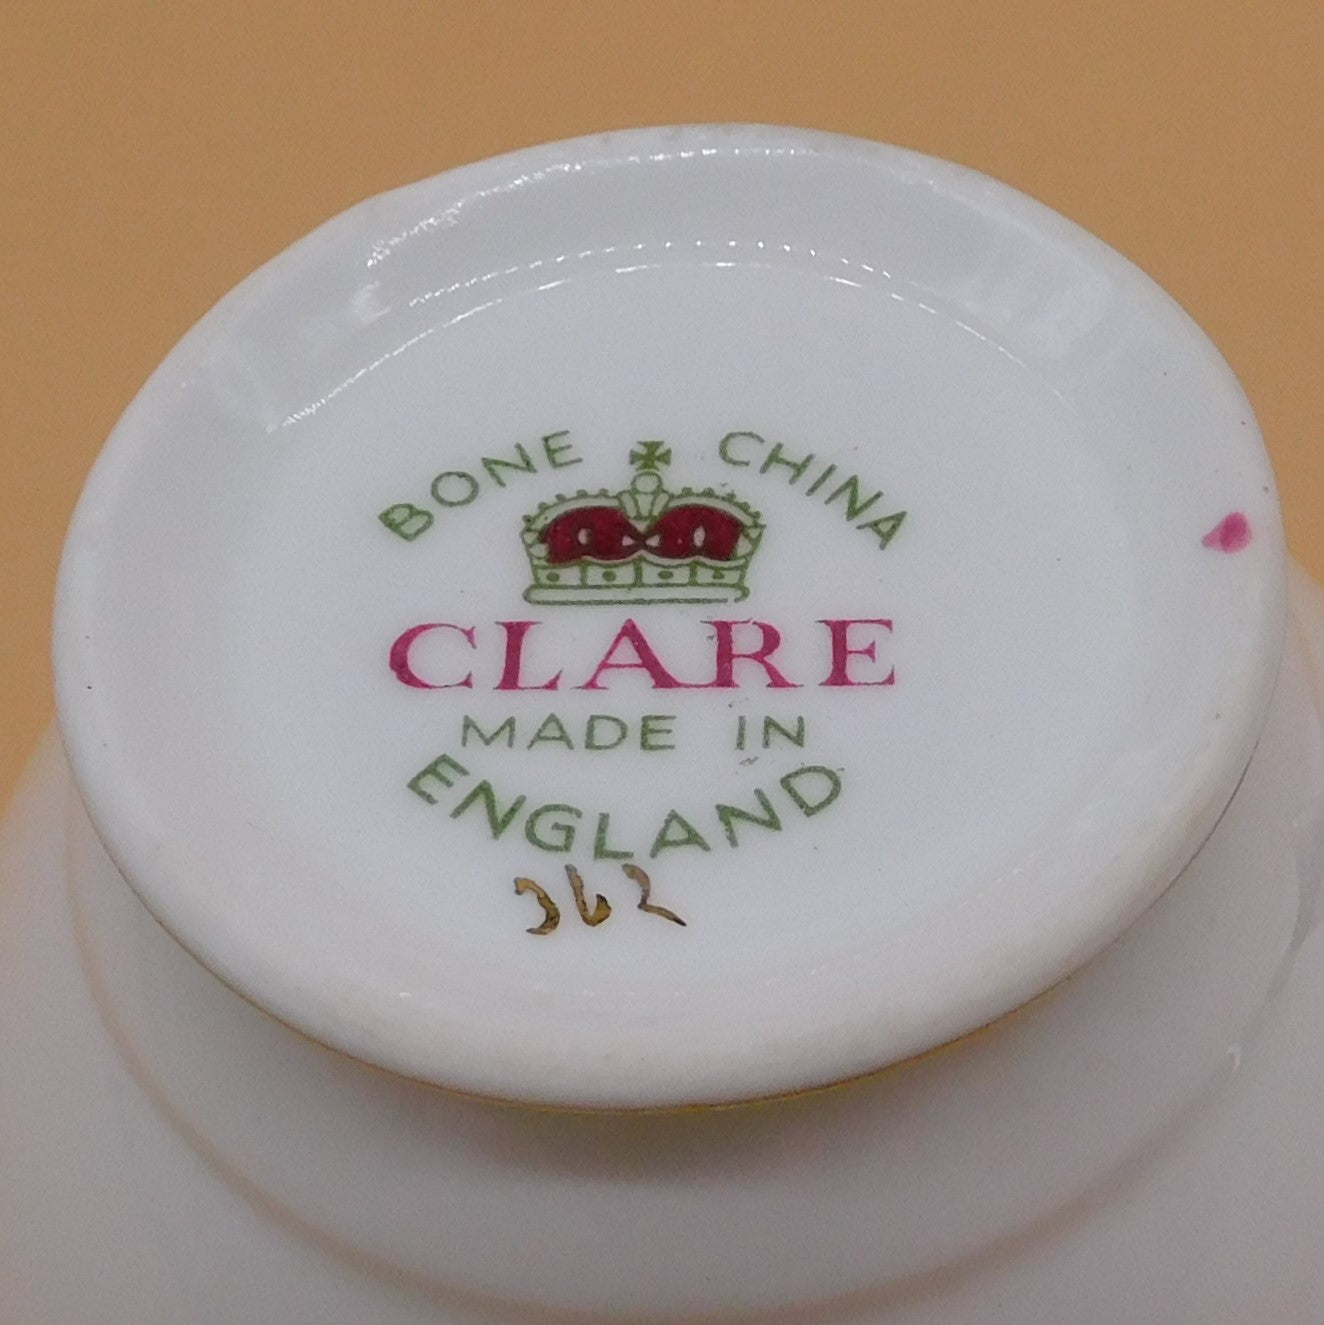 BONE CHINA
CLARE
MADE IN
ENGLAND
362